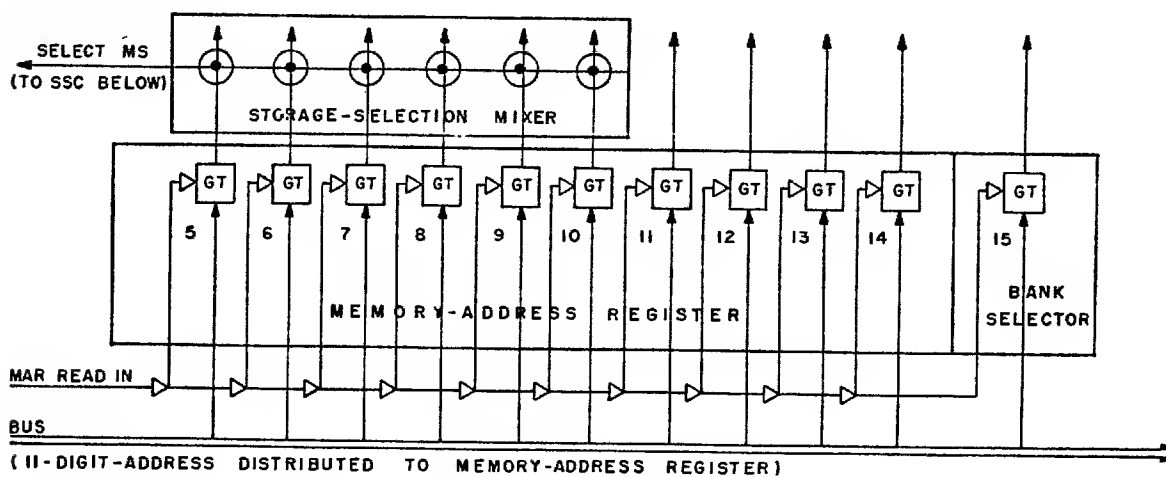 SELECT MS
(TO SSC BELOW)
STORAGE-SELECTION MIXER
GT GT GT GT GT GT GT GT GT GT GT
5 6 7 8 9 10 11 12 13 14 15
MEMORY-ADDRESS REGISTER
BANK
SELECTOR
MAR READ IN
BUS
(11-DIGIT-ADDRESS DISTRIBUTED TO MEMORY-ADDRESS REGISTER)